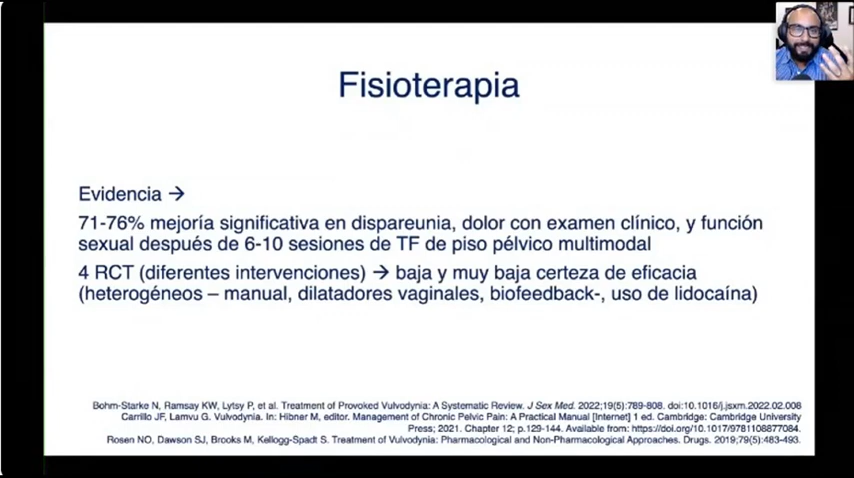 Fisioterapia
Evidencia →
71-76% mejoría significativa en dispareunia, dolor con examen clínico, y función
sexual después de 6-10 sesiones de TF de piso pélvico multimodal
4 RCT (diferentes intervenciones) → baja y muy baja certeza de eficacia
(heterogéneos – manual, dilatadores vaginales, biofeedback-, uso de lidocaína)
Bohm-Starke N, Ramsay KW, Lytsy P, et al. Treatment of Provoked Vulvodynia: A Systematic Review. J Sex Med. 2022;19(5):789-808. doi:10.1016/j.jsxm.2022.02.008
Carrillo JF, Lamvu G. Vulvodynia. In: Hibner M, editor. Management of Chronic Pelvic Pain: A Practical Manual [Internet] 1 ed. Cambridge: Cambridge University
Press; 2021. Chapter 12; p.129-144. Available from: https://doi.org/10.1017/9781108877084.
Rosen NO, Dawson SJ, Brooks M, Kellogg-Spadt S. Treatment of Vulvodynia: Pharmacological and Non-Pharmacological Approaches. Drugs. 2019;79(5):483-493.